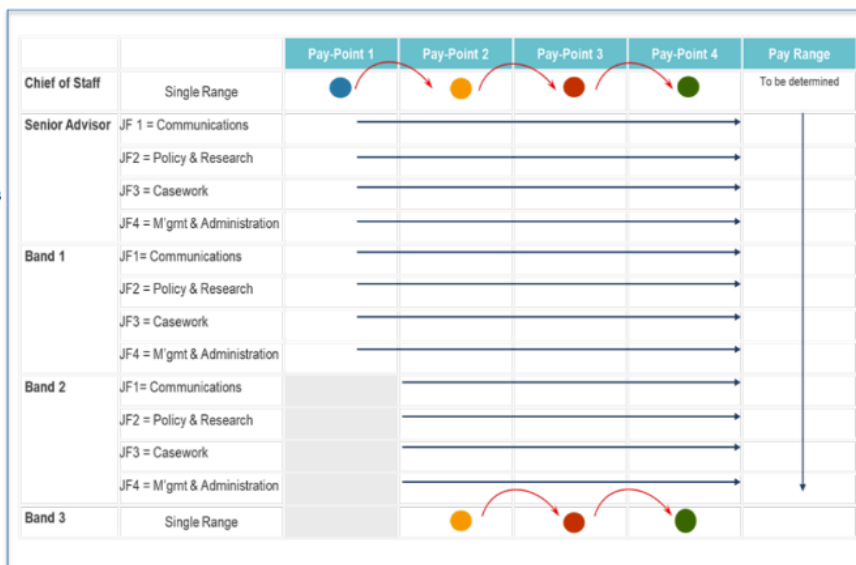 Pay-Point 1 Pay-Point 2 Pay-Point 3 Pay-Point 4 Pay Range
Chief of Staff Single Range To be determined
Senior Advisor JF 1 = Communications
JF2 = Policy & Research
JF3 = Casework
JF4 = M'gmt & Administration
Band 1 JF1= Communications
JF2 = Policy & Research
JF3 = Casework
JF4 = M'gmt & Administration
Band 2 JF1= Communications
JF2 = Policy & Research
JF3 = Casework
JF4 = M'gmt & Administration
Band 3 Single Range